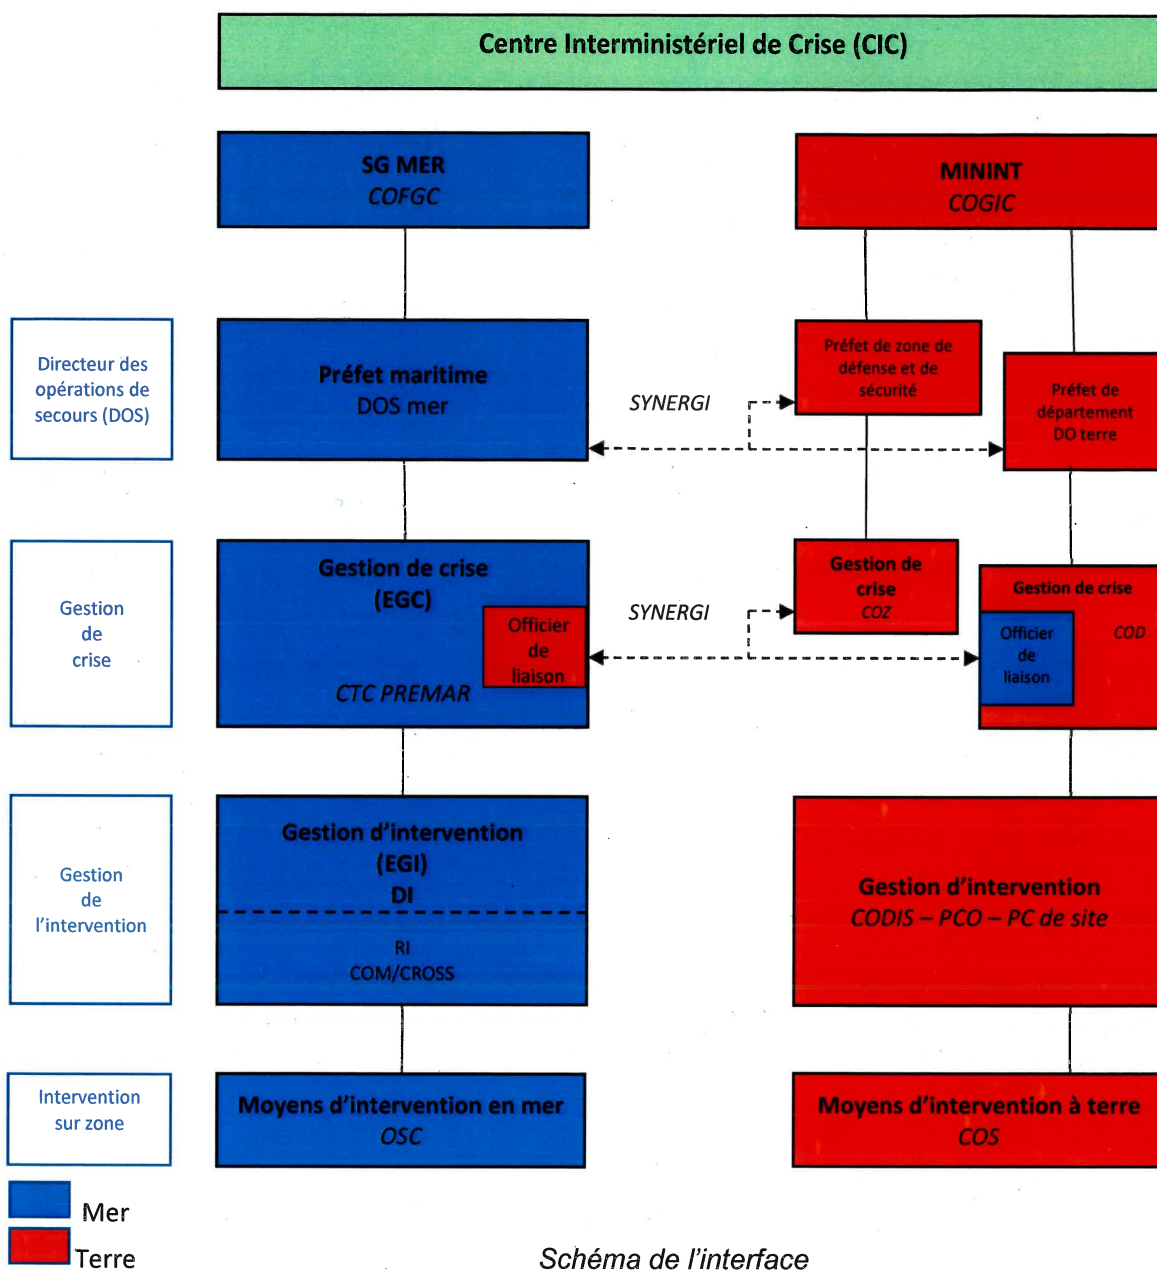 Centre Interministériel de Crise (CIC)
SG MER
COFGC
MININT
COGIC
Directeur des
opérations de
secours (DOS)
Préfet maritime
DOS mer
SYNERGI
Préfet de zone de
défense et de
sécurité
Préfet de
département
DO terre
Gestion
de
crise
Gestion de crise
(EGC)
Officier
de
liaison
CTC PREMAR
SYNERGI
Gestion de
crise
COZ
Gestion de crise
Officier
de
liaison
COD
Gestion
de
l'intervention
Gestion d'intervention
(EGI)
DI
RI
COM/CROSS
Gestion d'intervention
CODIS – PCO – PC de site
Intervention
sur zone
Moyens d'intervention en mer
OSC
Moyens d'intervention à terre
COS
Mer
Terre
Schéma de l'interface